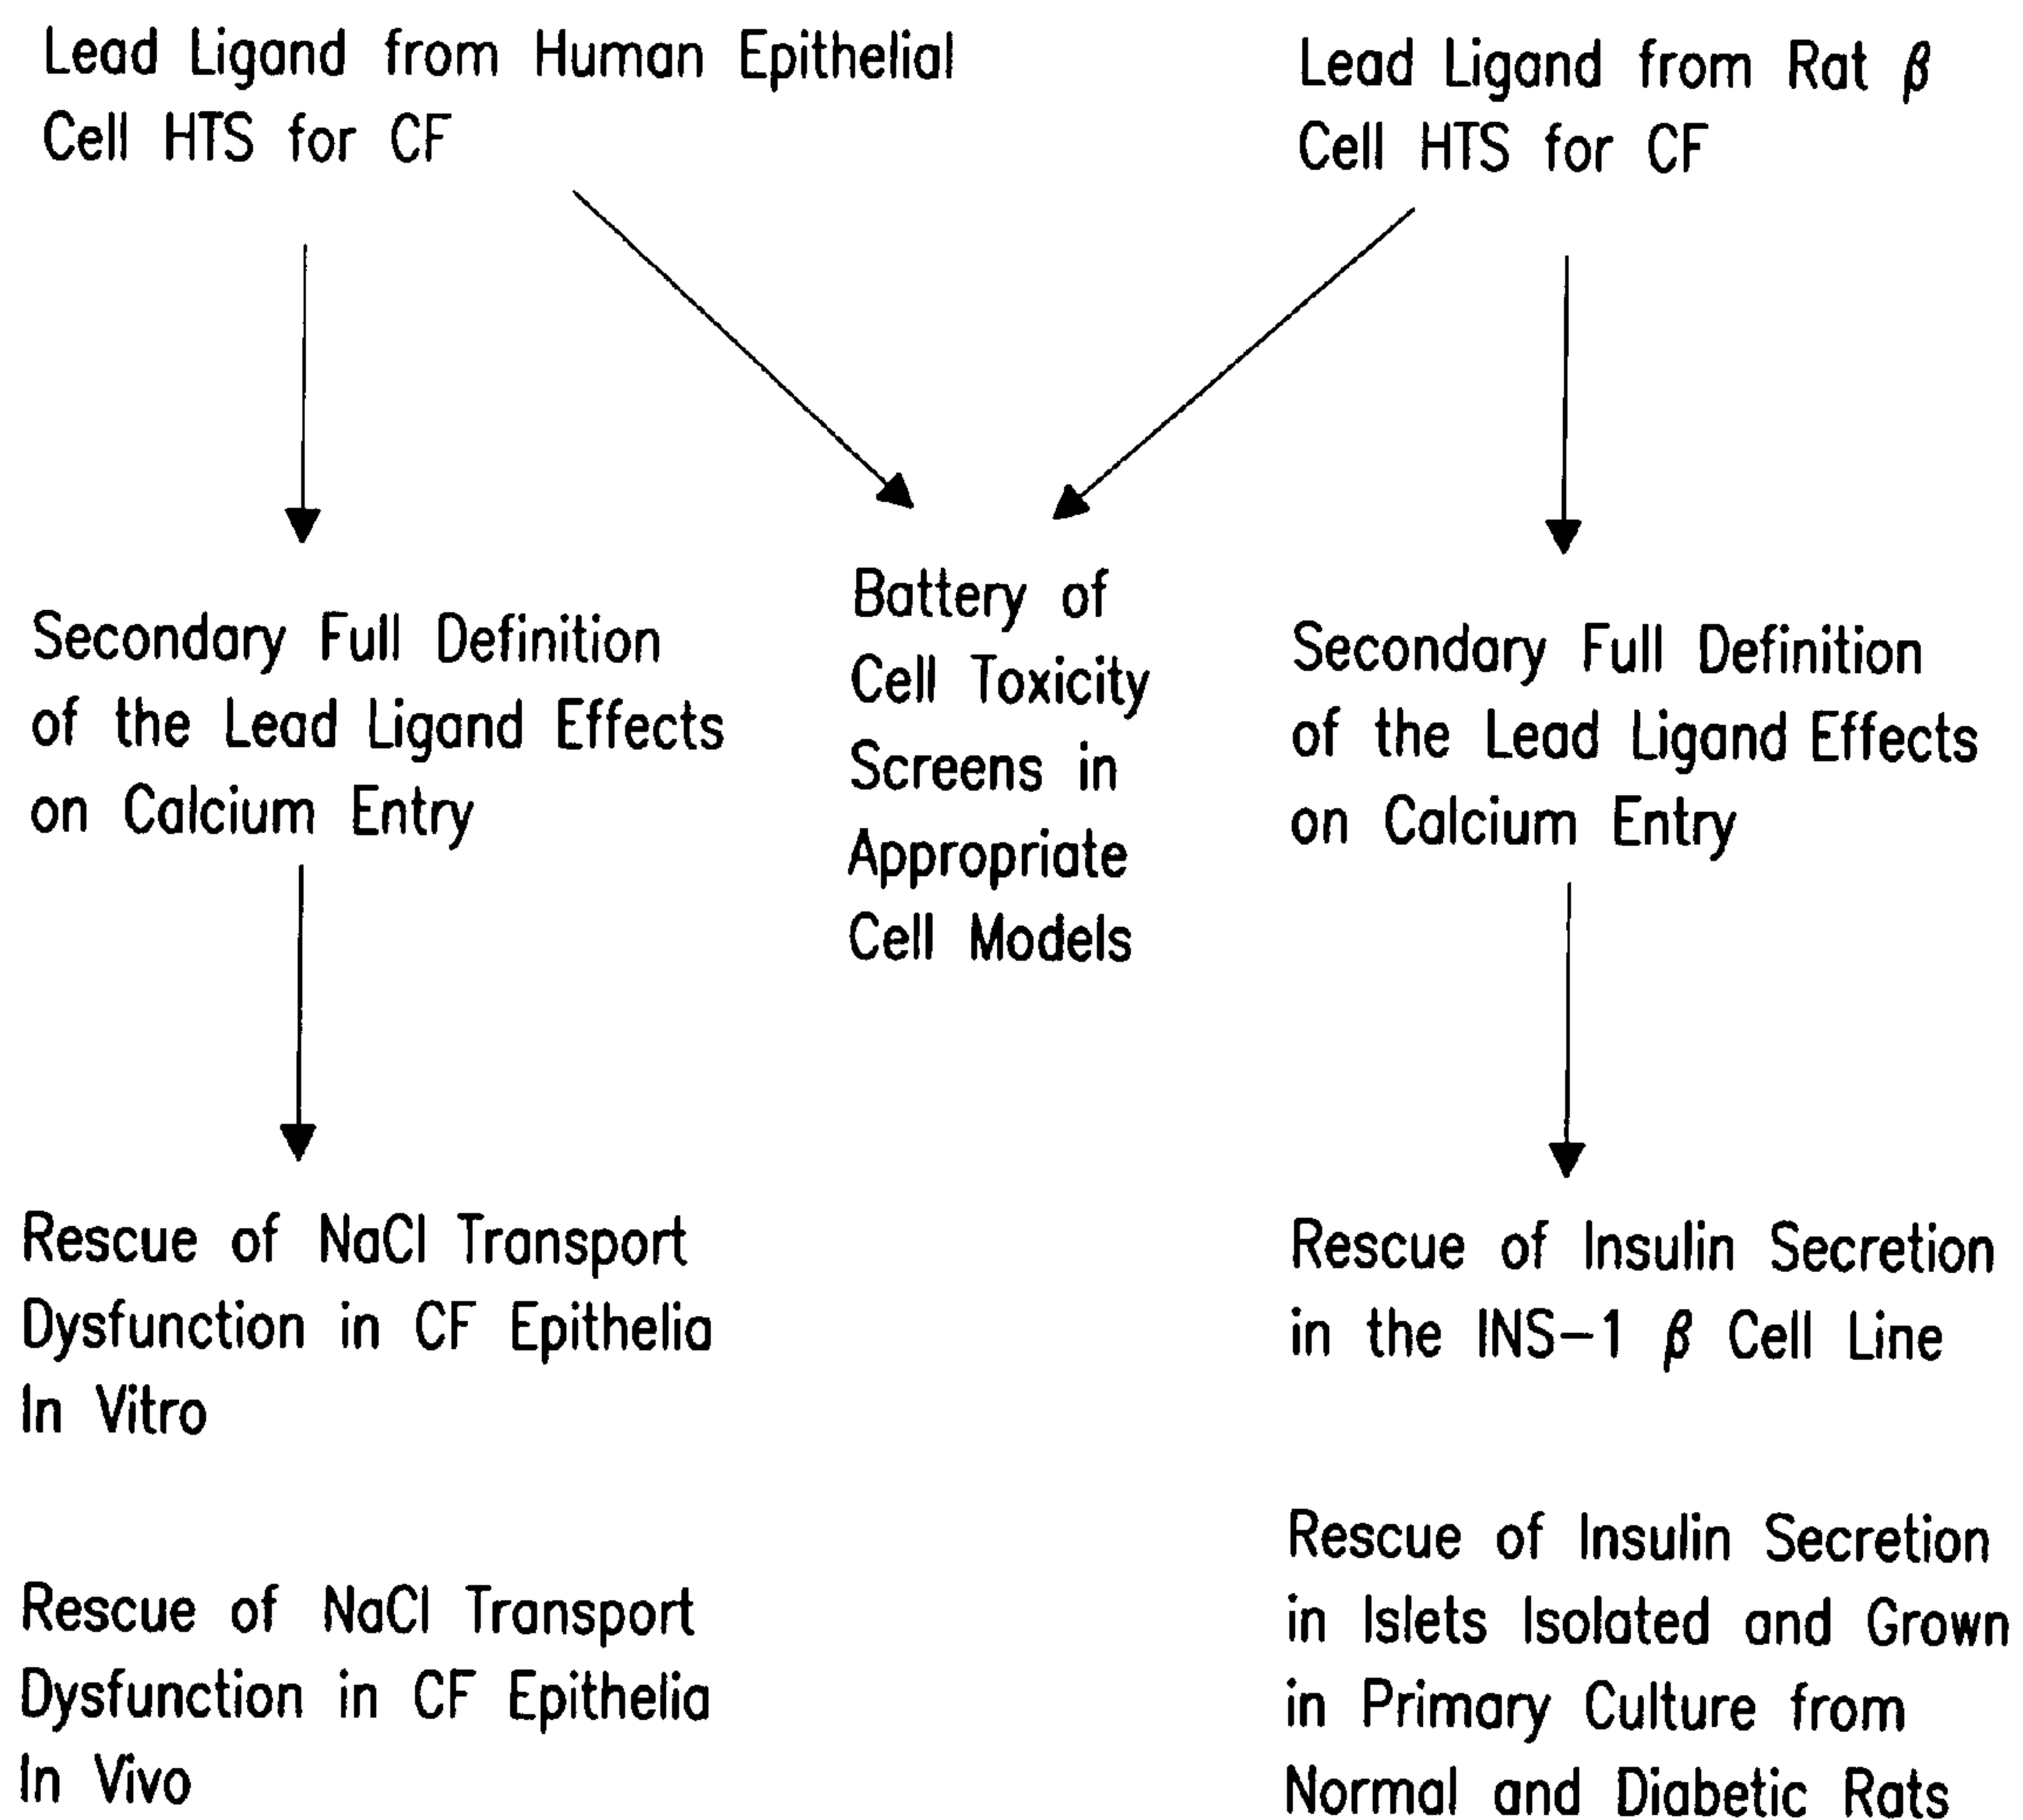 Lead Ligand from Human Epithelial
Cell HTS for CF
Lead Ligand from Rat β
Cell HTS for CF
Secondary Full Definition
of the Lead Ligand Effects
on Calcium Entry
Battery of
Cell Toxicity
Screens in
Appropriate
Cell Models
Secondary Full Definition
of the Lead Ligand Effects
on Calcium Entry
Rescue of NaCl Transport
Dysfunction in CF Epithelia
In Vitro
Rescue of Insulin Secretion
in the INS-1 β Cell Line
Rescue of NaCl Transport
Dysfunction in CF Epithelia
In Vivo
Rescue of Insulin Secretion
in Islets Isolated and Grown
in Primary Culture from
Normal and Diabetic Rats